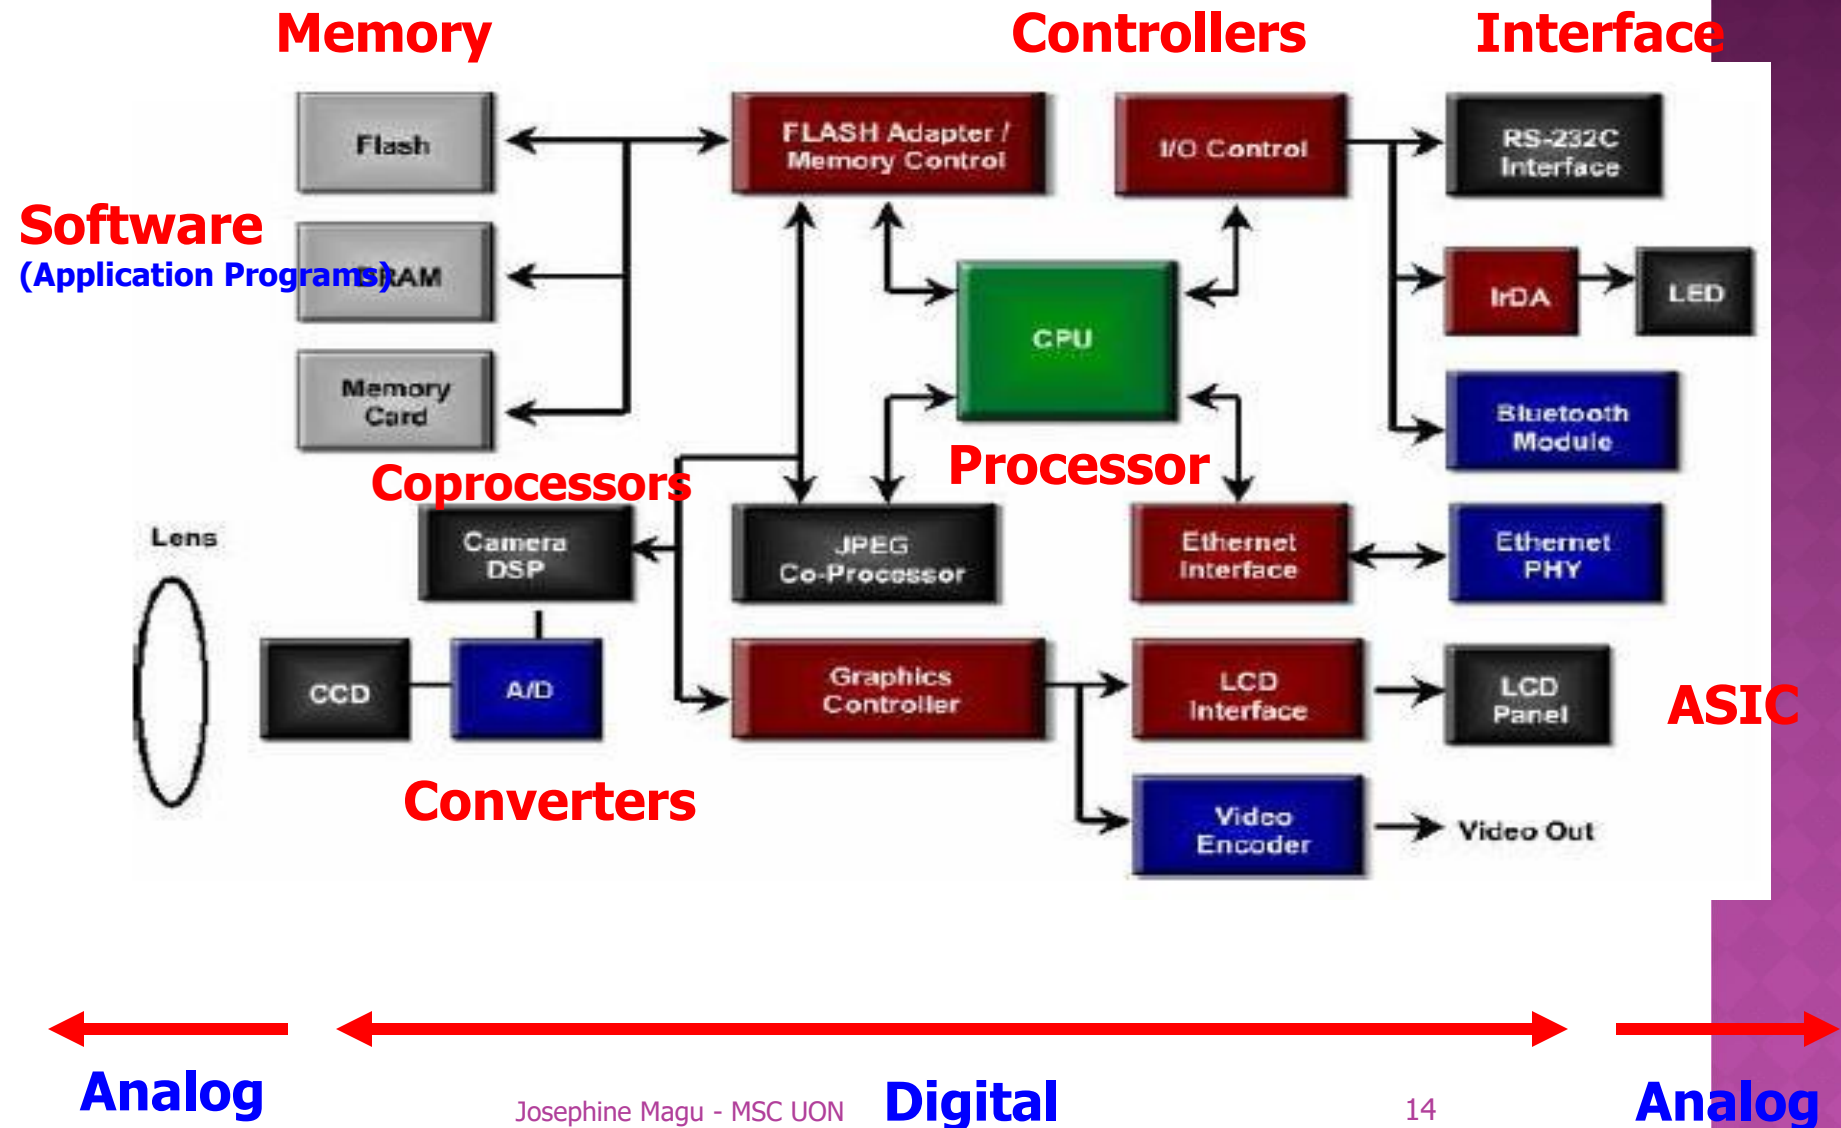 Memory
Controllers
Interface
Flash
FLASH Adapter /
Memory Control
I/O Control
RS-232C
Interface
Software
(Application Programs)
DRAM
IrDA
LED
CPU
Memory
Card
Bluetooth
Module
Coprocessors
Processor
Lens
Camera
DSP
JPEG
Co-Processor
Ethernet
Interface
Ethernet
PHY
CCD
A/D
Graphics
Controller
LCD
Interface
LCD
Panel
ASIC
Converters
Video
Encoder
Video Out
Analog
Josephine Magu - MSC UON
Digital
14
Analog